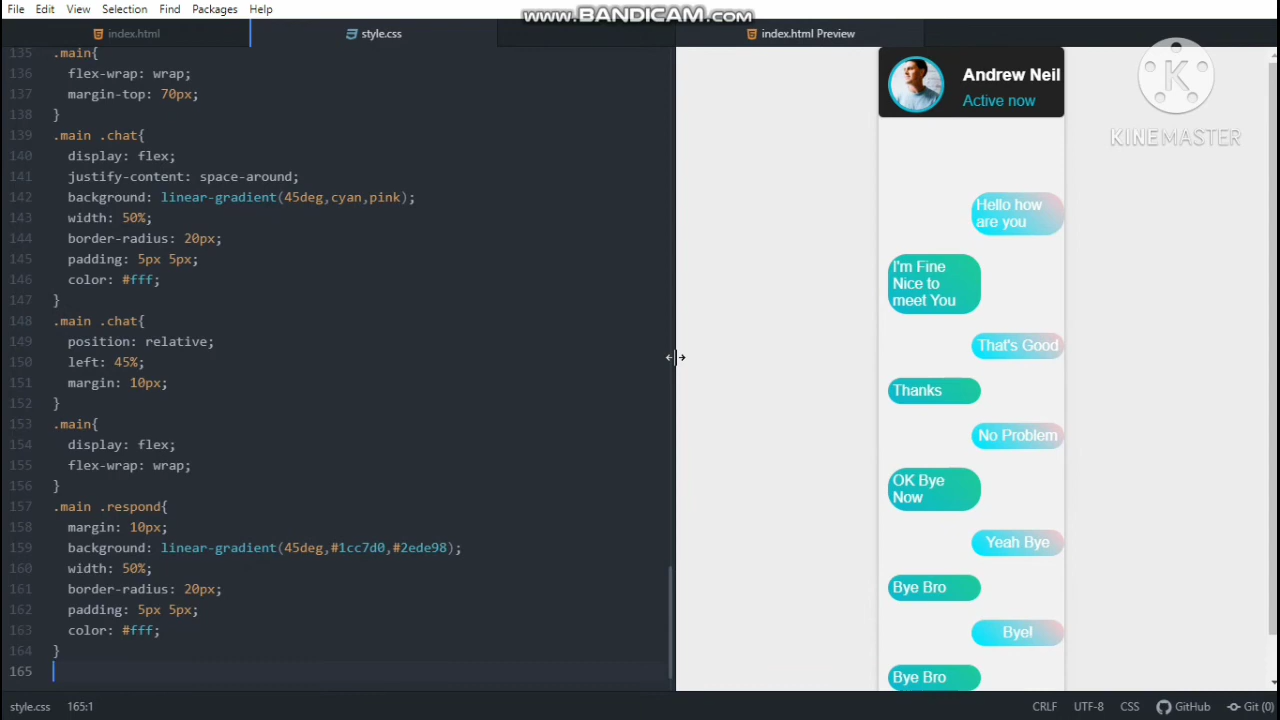 File Edit View Selection Find Packages Help
www.BANDICAM.com
index.html
style.css
index.html Preview
135 .main{
136 flex-wrap: wrap;
137 margin-top: 70px;
138 }
139 .main .chat{
140 display: flex;
141 justify-content: space-around;
142 background: linear-gradient(45deg,cyan,pink);
143 width: 50%;
144 border-radius: 20px;
145 padding: 5px 5px;
146 color: #fff;
147 }
148 .main .chat{
149 position: relative;
150 left: 45%;
151 margin: 10px;
152 }
153 .main{
154 display: flex;
155 flex-wrap: wrap;
156 }
157 .main .respond{
158 margin: 10px;
159 background: linear-gradient(45deg,#1cc7d0,#2ede98);
160 width: 50%;
161 border-radius: 20px;
162 padding: 5px 5px;
163 color: #fff;
164 }
165
Andrew Neil
Active now
K
KINEMASTER
Hello how
are you
I'm Fine
Nice to
meet You
That's Good
Thanks
No Problem
OK Bye
Now
Yeah Bye
Bye Bro
Bye!
Bye Bro
style.css 165:1
CRLF UTF-8 CSS GitHub Git (0)